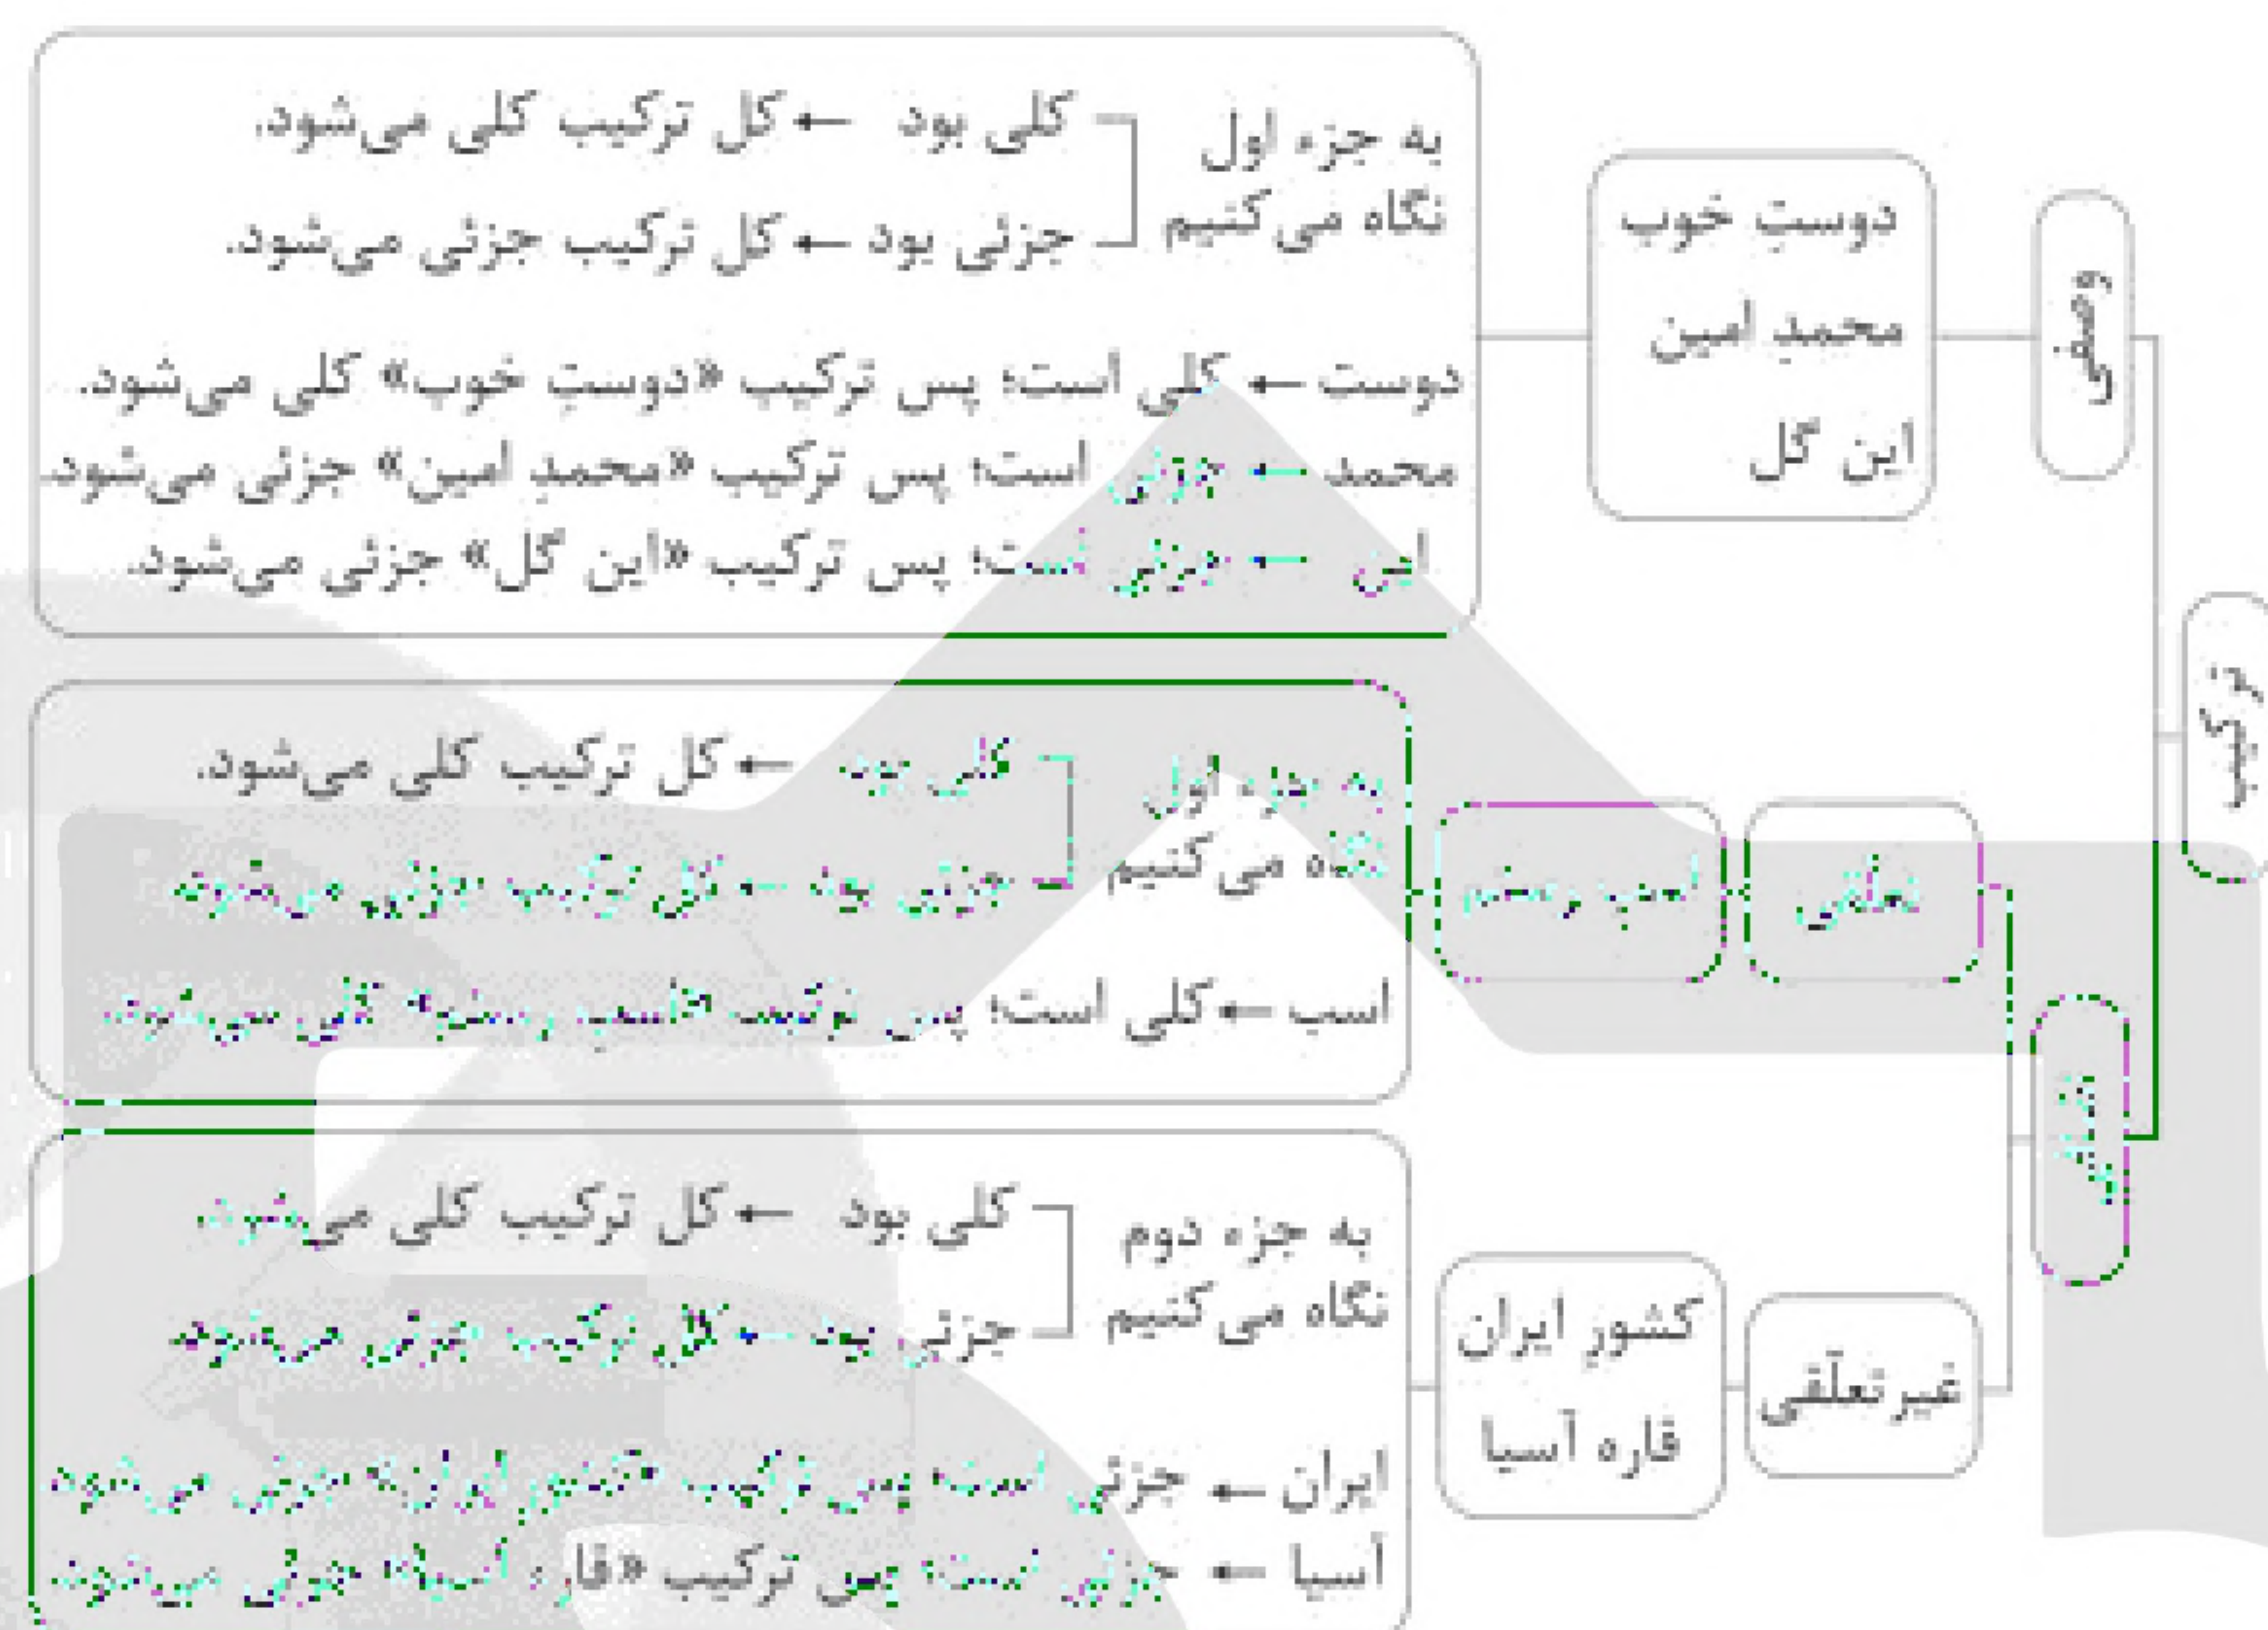 ترکیب
وصفی
دوستِ خوب
محمدِ امین
این گل
به جزء اول
نگاه می‌کنیم
کلی بود ← کل ترکیب کلی می‌شود.
جزئی بود ← کل ترکیب جزئی می‌شود.
دوست ← کلی است؛ پس ترکیب «دوستِ خوب» کلی می‌شود.
محمد ← جزئی است؛ پس ترکیب «محمدِ امین» جزئی می‌شود.
این ← جزئی است؛ پس ترکیب «این گل» جزئی می‌شود.
اضافی
تعلّقی
اسب رستم
به جزء اول
نگاه می‌کنیم
کلی بود ← کل ترکیب کلی می‌شود.
جزئی بود ← کل ترکیب جزئی می‌شود.
اسب ← کلی است؛ پس ترکیب «اسب رستم» کلی می‌شود.
غیرتعلّقی
کشورِ ایران
قاره آسیا
به جزء دوم
نگاه می‌کنیم
کلی بود ← کل ترکیب کلی می‌شود.
جزئی بود ← کل ترکیب جزئی می‌شود.
ایران ← جزئی است؛ پس ترکیب «کشور ایران» جزئی می‌شود.
آسیا ← جزئی است؛ پس ترکیب «قاره آسیا» جزئی می‌شود.